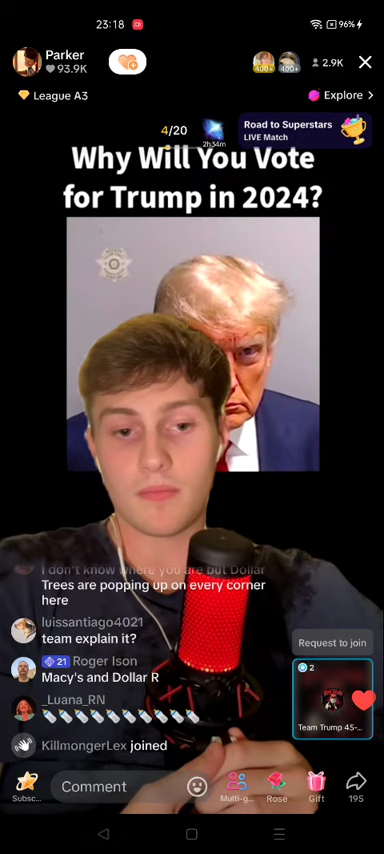 23:18
96%
Parker
93.9K
400+
400+
2.9K
League A3
Explore >
4/20
2h34m
Road to Superstars
LIVE Match
Why Will You Vote
for Trump in 2024?
I don't know where you are but Dollar
Trees are popping up on every corner
here
luissantiago4021
team explain it?
21 Roger Ison
Macy's and Dollar R
_Luana_RN
🍼🍼🍼🍼🍼🍼🍼🍼🍼🍼
KillmongerLex joined
Request to join
2
Team Trump 45-...
Subsc...
Comment
Multi-g...
Rose
Gift
195